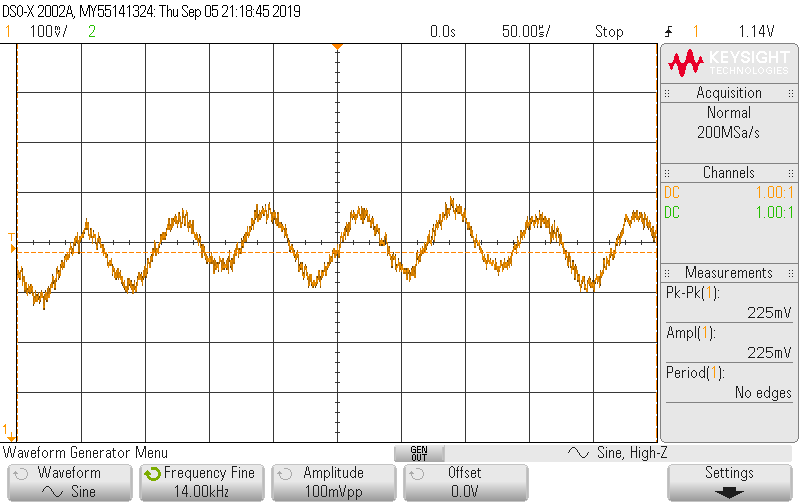 DSO-X 2002A, MY55141324: Thu Sep 05 21:18:45 2019
1 100mV/ 2 0.0s 50.00us/ Stop 1 1.14V
KEYSIGHT
TECHNOLOGIES
Acquisition
Normal
200MSa/s
Channels
DC 1.00:1
DC 1.00:1
Measurements
Pk-Pk(1):
225mV
Ampl(1):
225mV
Period(1):
No edges
T
1
Waveform Generator Menu
GEN
OUT
Sine, High-Z
Waveform
Sine
Frequency Fine
14.00kHz
Amplitude
100mVpp
Offset
0.0V
Settings